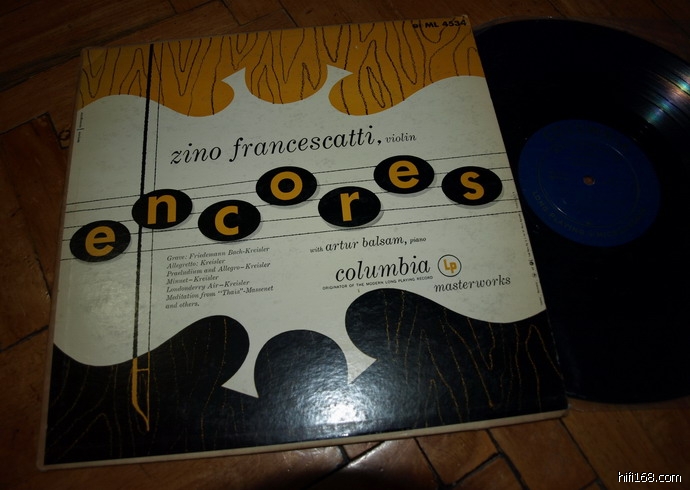 ML 4534
zino francescatti, violin
encores
Grave: Friedemann Bach-Kreisler
Allegretto: Kreisler
Praeludium and Allegro-Kreisler
Minuet-Kreisler
Londonderry Air-Kreisler
Meditation from "Thais"-Massenet
and others.
with artur balsam, piano
columbia Lp
ORIGINATOR OF THE MODERN LONG PLAYING RECORD
masterworks
hifi168.com